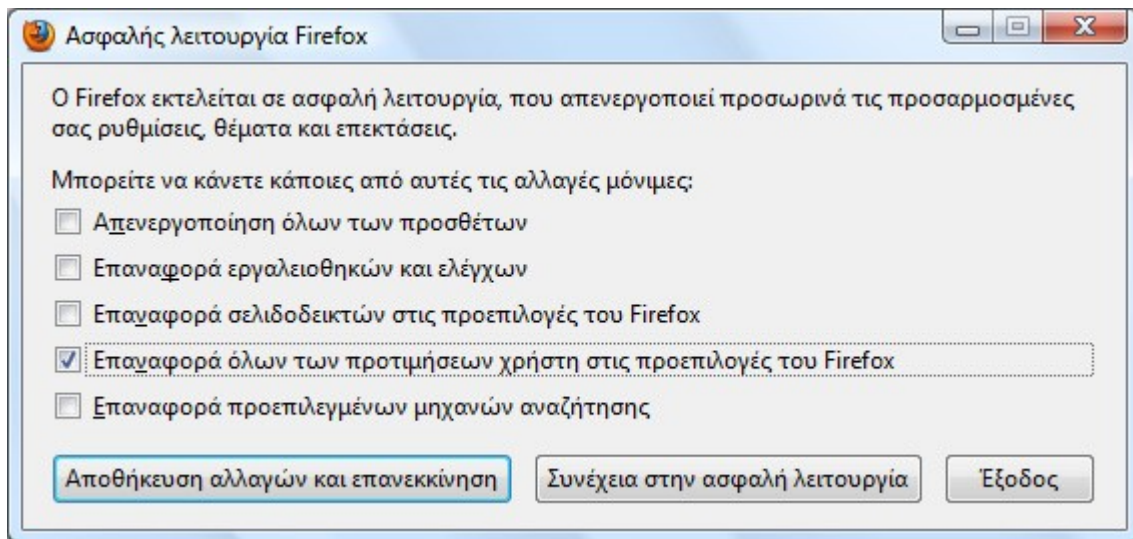 Ασφαλής λειτουργία Firefox
Ο Firefox εκτελείται σε ασφαλή λειτουργία, που απενεργοποιεί προσωρινά τις προσαρμοσμένες
σας ρυθμίσεις, θέματα και επεκτάσεις.
Μπορείτε να κάνετε κάποιες από αυτές τις αλλαγές μόνιμες:
Απενεργοποίηση όλων των προσθέτων
Επαναφορά εργαλειοθηκών και ελέγχων
Επαναφορά σελιδοδεικτών στις προεπιλογές του Firefox
Επαναφορά όλων των προτιμήσεων χρήστη στις προεπιλογές του Firefox
Επαναφορά προεπιλεγμένων μηχανών αναζήτησης
Αποθήκευση αλλαγών και επανεκκίνηση Συνέχεια στην ασφαλή λειτουργία Έξοδος